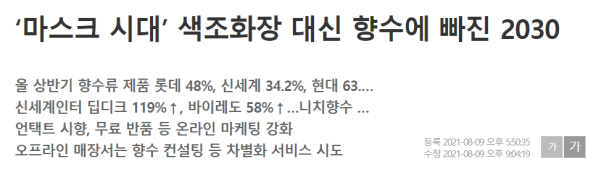 ‘마스크 시대’ 색조화장 대신 향수에 빠진 2030
올 상반기 향수류 제품 롯데 48%, 신세계 34.2%, 현대 63....
신세계인터 딥디크 119%↑, 바이레도 58%↑…니치향수 …
언택트 시향, 무료 반품 등 온라인 마케팅 강화
오프라인 매장서는 향수 컨설팅 등 차별화 서비스 시도
등록 2021-08-09 오후 5:50:35
수정 2021-08-09 오후 9:04:19
가 가